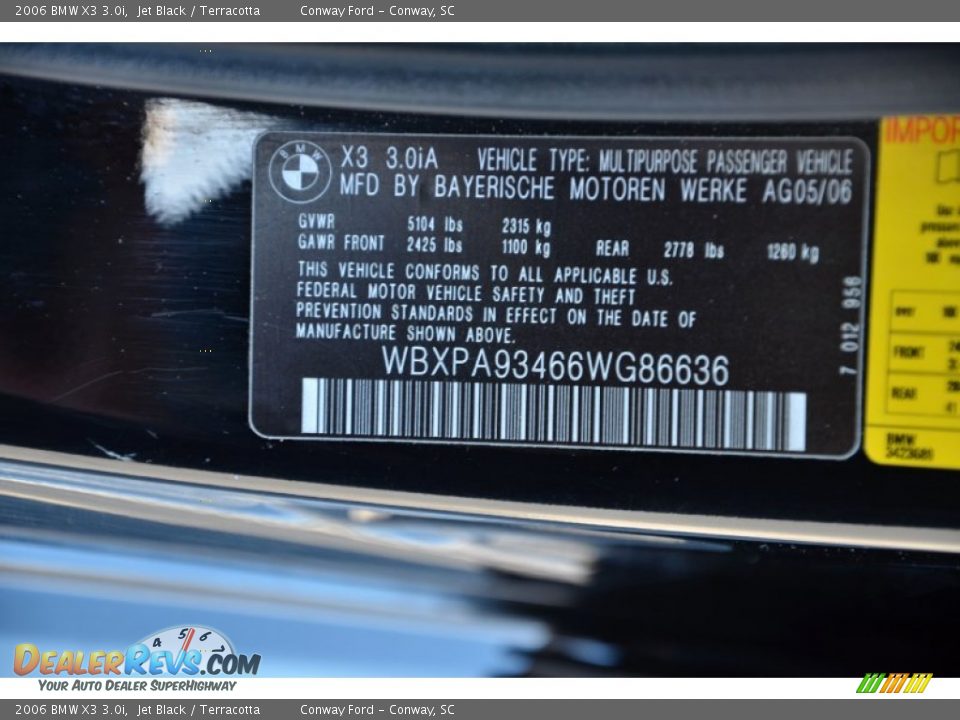 2006 BMW X3 3.0i, Jet Black / Terracotta Conway Ford - Conway, SC
BMW
X3 3.0iA VEHICLE TYPE: MULTIPURPOSE PASSENGER VEHICLE
MFD BY BAYERISCHE MOTOREN WERKE AG05/06
GVWR 5104 lbs 2315 kg
GAWR FRONT 2425 lbs 1100 kg REAR 2778 lbs 1260 kg
THIS VEHICLE CONFORMS TO ALL APPLICABLE U.S.
FEDERAL MOTOR VEHICLE SAFETY AND THEFT
PREVENTION STANDARDS IN EFFECT ON THE DATE OF
MANUFACTURE SHOWN ABOVE.
WBXPA93466WG86636
7 012 958
IMPOR
FRONT
REAR
BMW
3423681
4 5 6
DEALERREVS.COM
YOUR AUTO DEALER SUPERHIGHWAY
2006 BMW X3 3.0i, Jet Black / Terracotta Conway Ford - Conway, SC